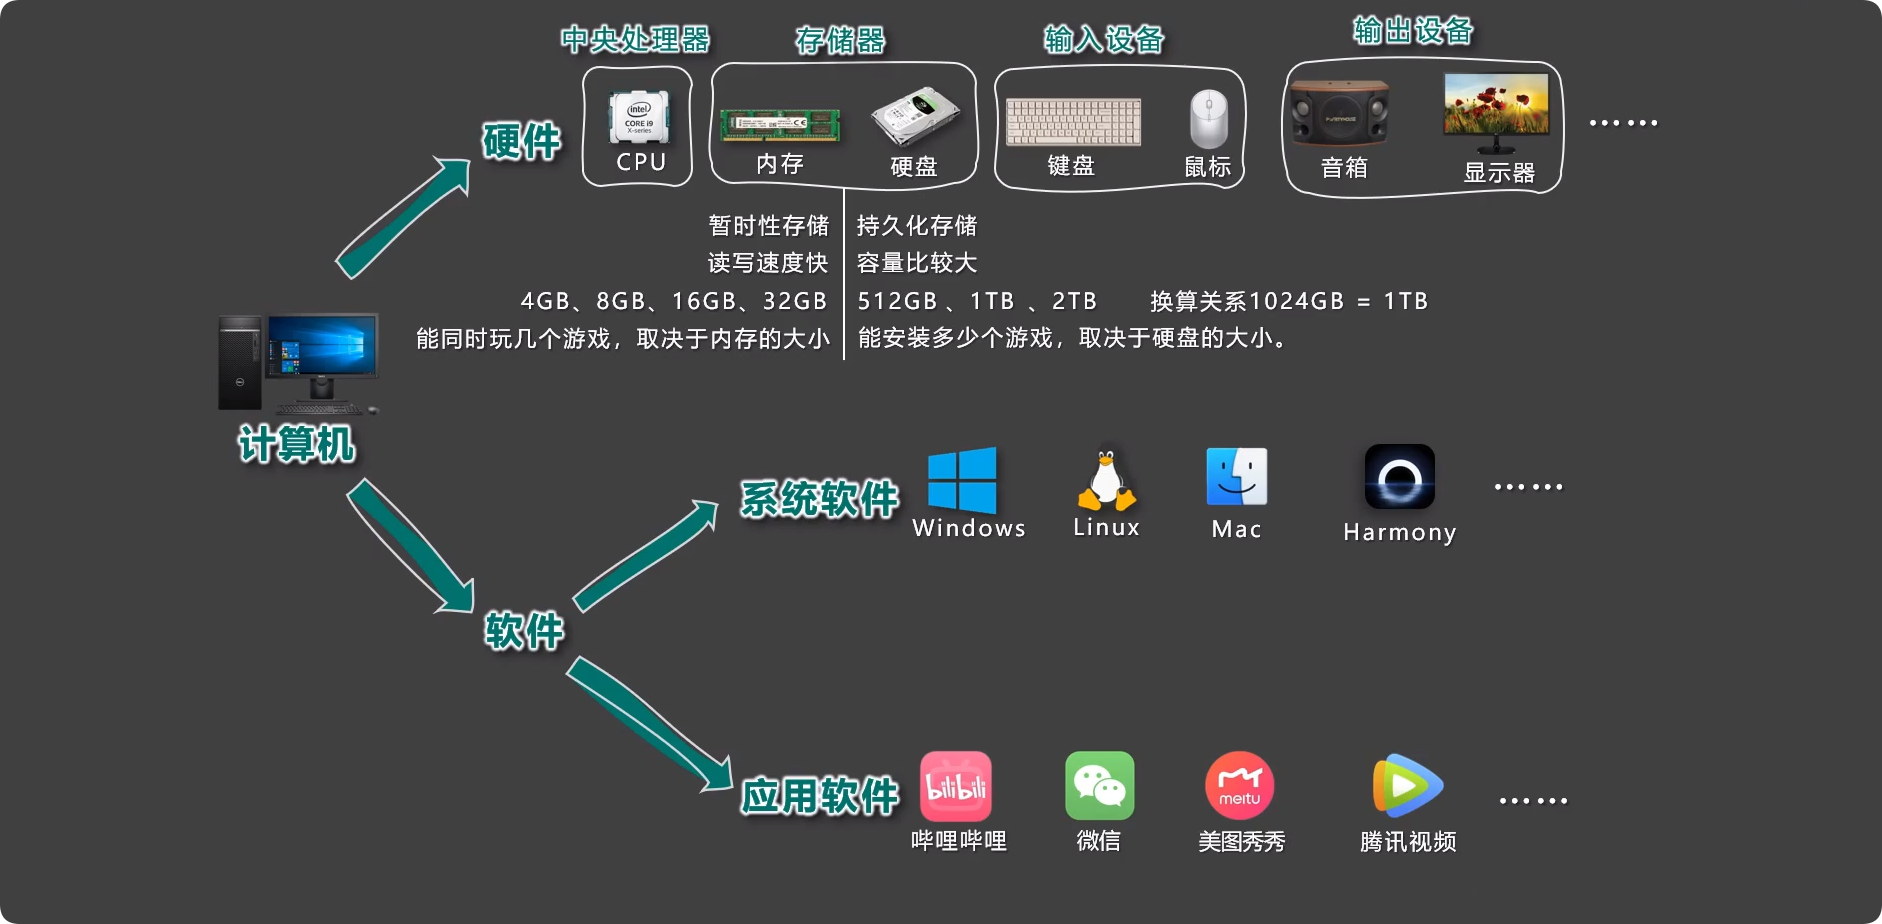 中央处理器
存储器
输入设备
输出设备
硬件
intel
CORE i9
X-series
CPU
内存
硬盘
键盘
鼠标
音箱
显示器
……
暂时性存储
持久化存储
读写速度快
容量比较大
4GB、8GB、16GB、32GB
512GB 、1TB 、2TB
换算关系1024GB = 1TB
能同时玩几个游戏，取决于内存的大小
能安装多少个游戏，取决于硬盘的大小。
计算机
系统软件
Windows
Linux
Mac
Harmony
……
软件
应用软件
bilibili
哔哩哔哩
微信
meitu
美图秀秀
腾讯视频
……